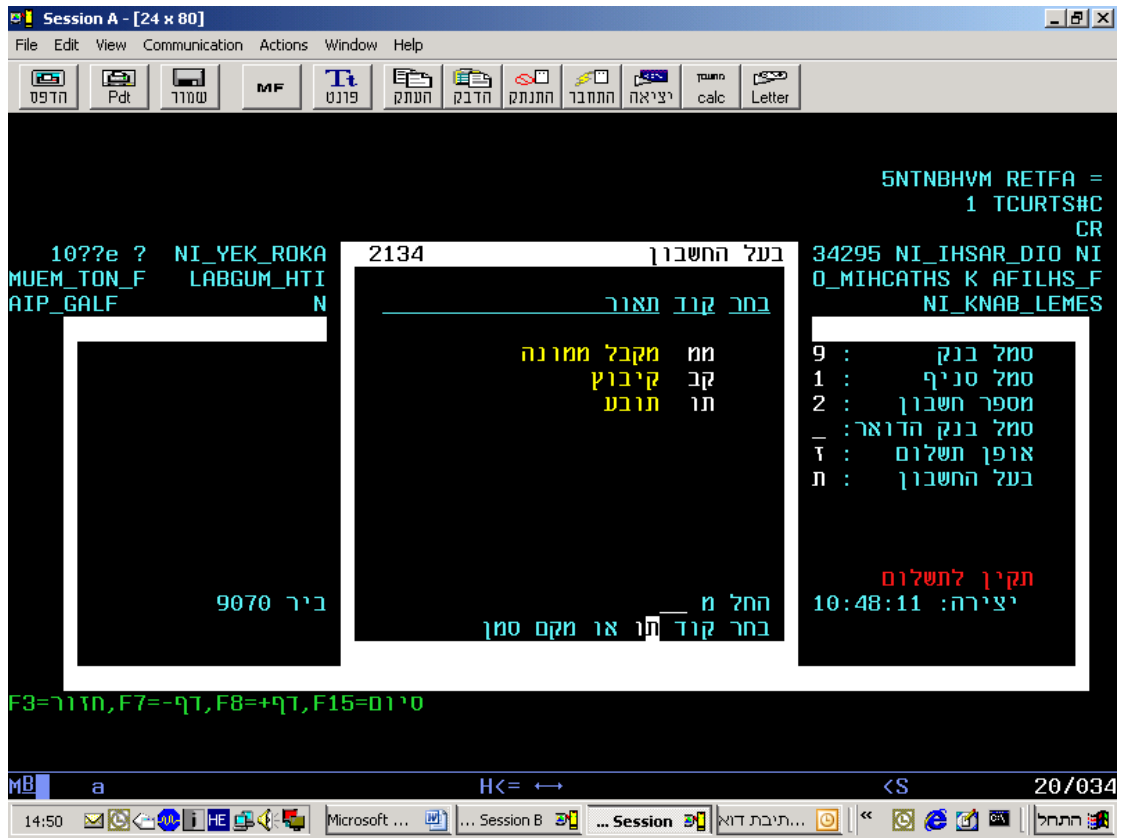 Session A - [24 x 80]
File Edit View Communication Actions Window Help
הדפס Pdt שמור MF פונט העתק הדבק התנתק התחבר יציאה calc Letter
5NTNBHVM RETFA =
1 TCURTS#C
CR
34295 NI_IHSAR_DIO NI
בעל החשבון 2134
10??e ? NI_YEK_ROKA
O_MIHCATHS K AFILHS_F
MUEM_TON_F LABGUM_HTI
NI_KNAB_LEMES
AIP_GALF N
בחר קוד תאור
ממ מקבל ממונה
קב קיבוץ
תו תובע
סמל בנק : 9
סמל סניף : 1
מספר חשבון : 2
סמל בנק הדואר: _
אופן תשלום : ז
בעל החשבון : ת
תקין לתשלום
יצירה: 10:48:11
החל מ __
ביר 9070
בחר קוד תו או מקם סמן
F3=חזור,F7=-דף,F8=+דף,F15=סיום
MB a H<= ↔ <S 20/034
התחל » תיבת דוא... Session ... Session B ... Microsoft ... HE 14:50